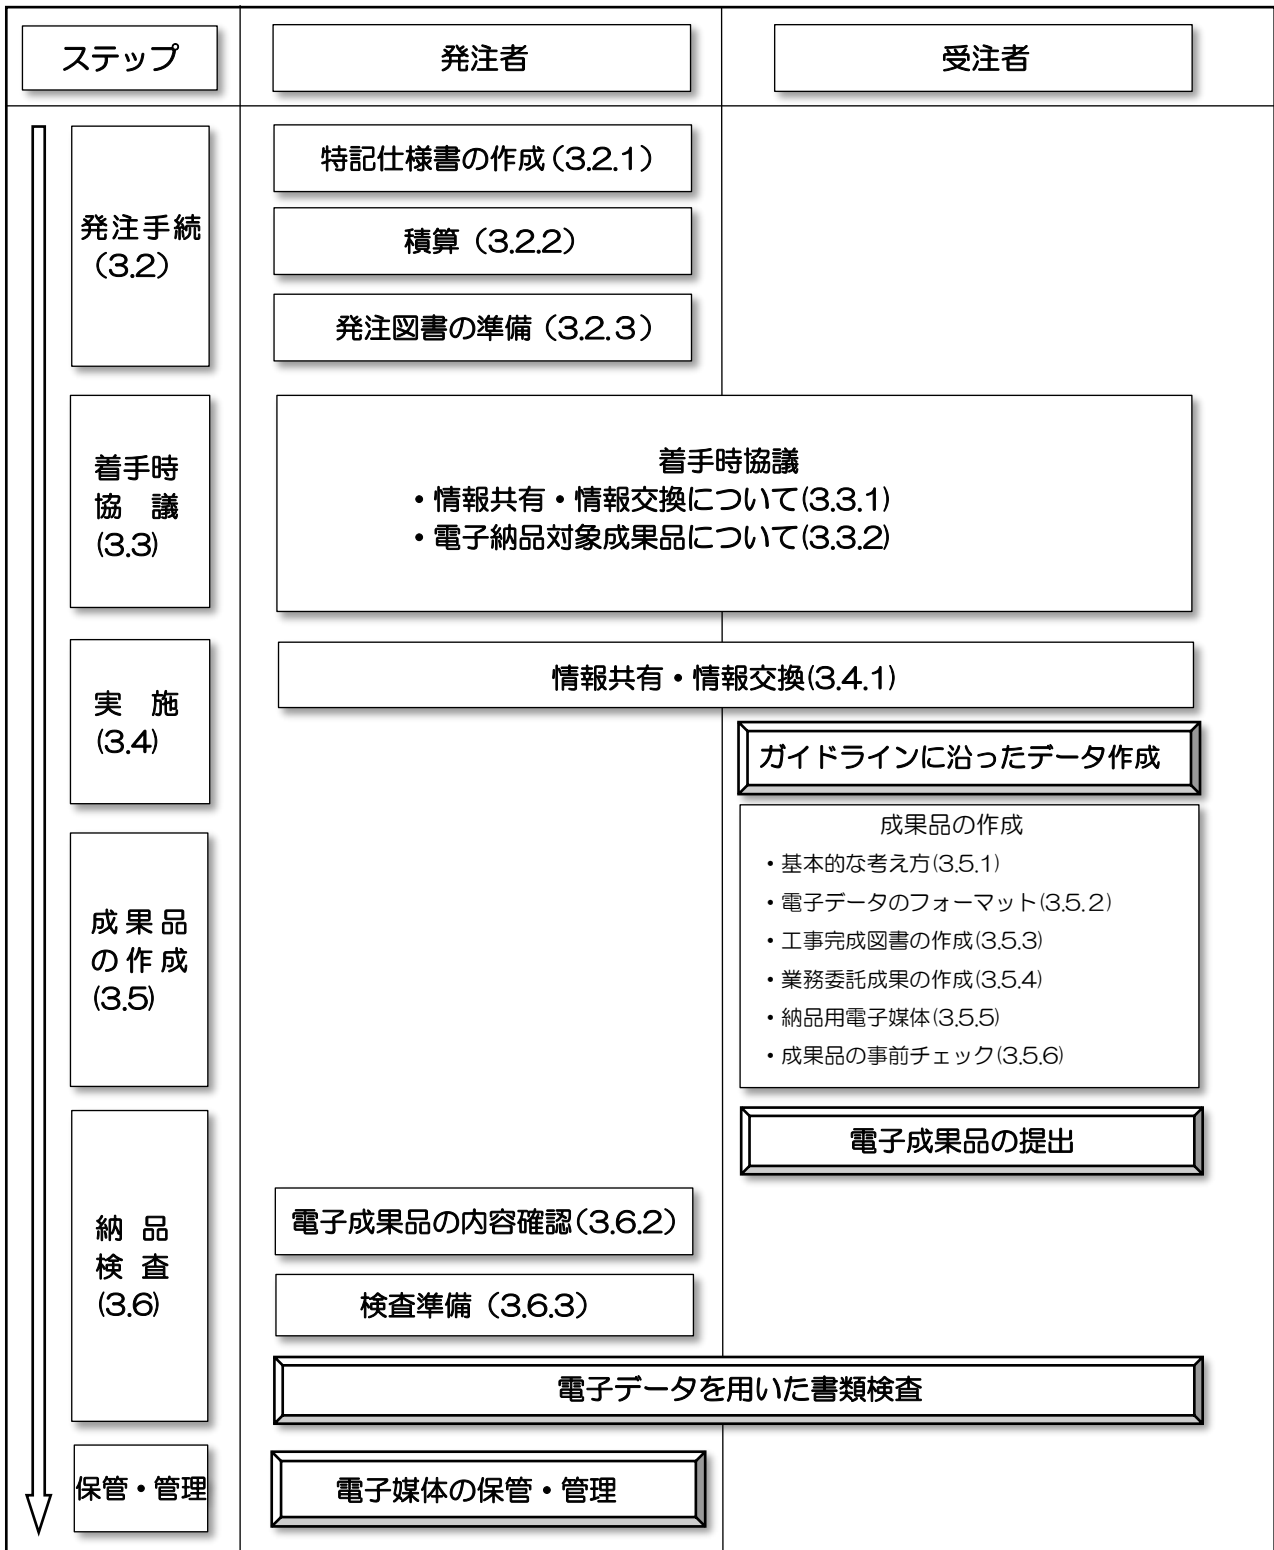 ステップ
発注者
受注者
発注手続
（3.2）
特記仕様書の作成（3.2.1）
積算（3.2.2）
発注図書の準備（3.2.3）
着手時
協　議
(3.3)
着手時協議
・情報共有・情報交換について(3.3.1)
・電子納品対象成果品について(3.3.2)
実　施
(3.4)
情報共有・情報交換(3.4.1)
ガイドラインに沿ったデータ作成
成果品
の作成
(3.5)
成果品の作成
・基本的な考え方(3.5.1)
・電子データのフォーマット(3.5.2)
・工事完成図書の作成(3.5.3)
・業務委託成果の作成(3.5.4)
・納品用電子媒体(3.5.5)
・成果品の事前チェック(3.5.6)
納　品
検　査
(3.6)
電子成果品の提出
電子成果品の内容確認(3.6.2)
検査準備（3.6.3）
電子データを用いた書類検査
保管・管理
電子媒体の保管・管理